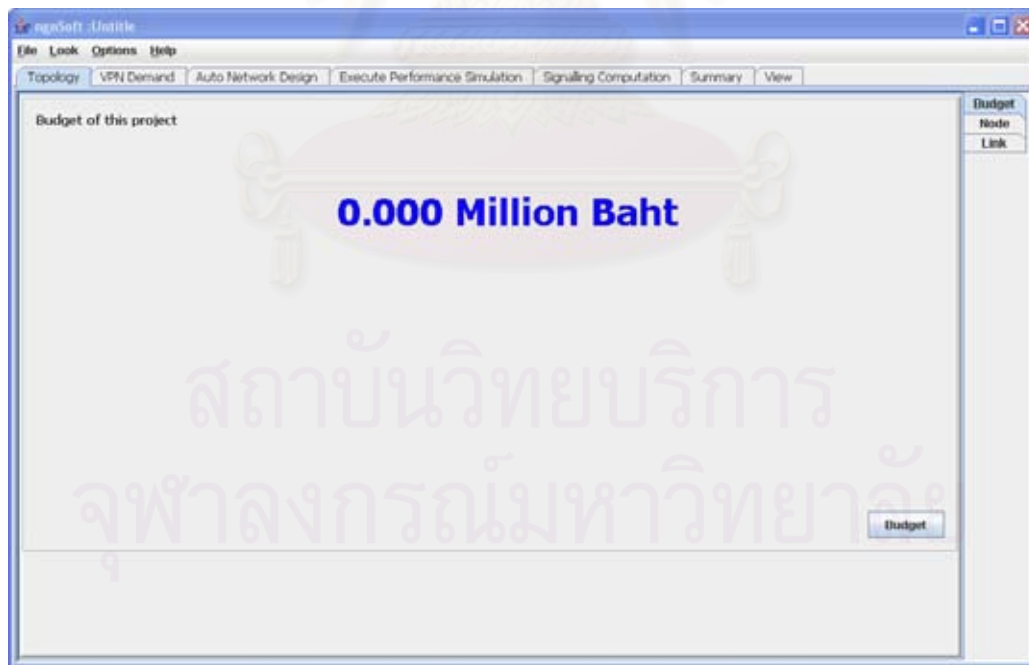 ngnSoft :Untitle
File Look Options Help
Topology VPN Demand Auto Network Design Execute Performance Simulation Signalling Computation Summary View
Budget
Node
Link
Budget of this project
0.000 Million Baht
สถาบันวิทยบริการ
จุฬาลงกรณ์มหาวิทยาลัย
Budget